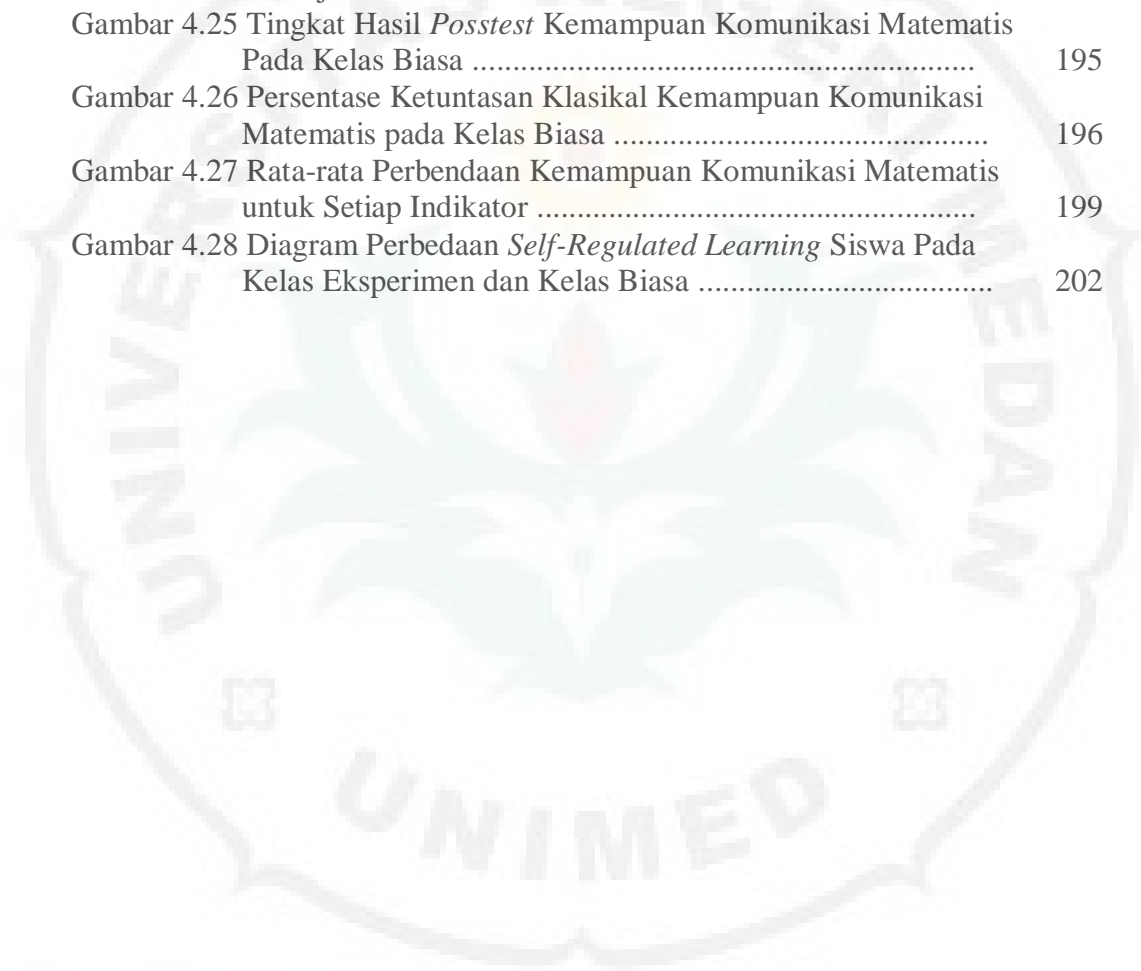 Gambar 4.25 Tingkat Hasil Posstest Kemampuan Komunikasi Matematis
Pada Kelas Biasa ............................................................... 195
Gambar 4.26 Persentase Ketuntasan Klasikal Kemampuan Komunikasi
Matematis pada Kelas Biasa ............................................... 196
Gambar 4.27 Rata-rata Perbendaan Kemampuan Komunikasi Matematis
untuk Setiap Indikator ....................................................... 199
Gambar 4.28 Diagram Perbedaan Self-Regulated Learning Siswa Pada
Kelas Eksperimen dan Kelas Biasa .................................... 202
UNIMED